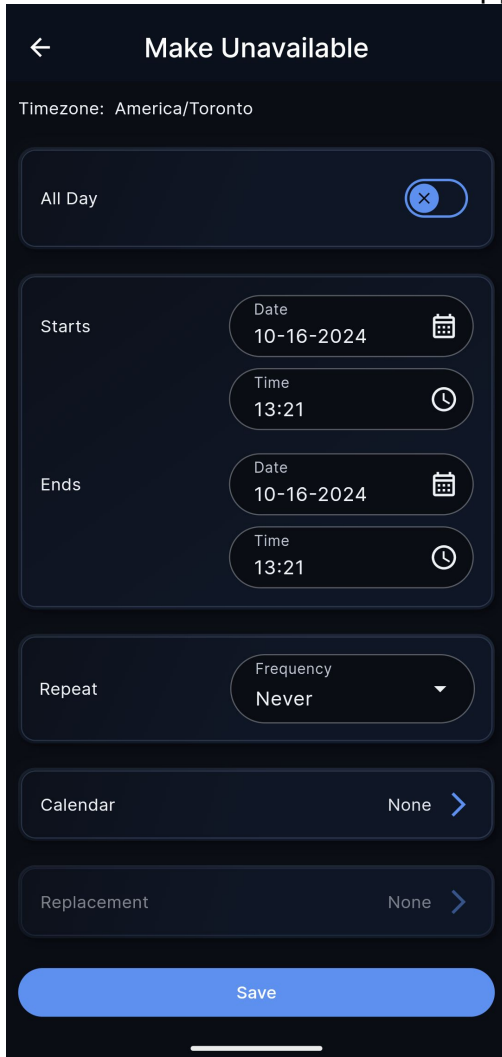 Make Unavailable
Timezone: America/Toronto
All Day
Starts
Date
10-16-2024
Time
13:21
Ends
Date
10-16-2024
Time
13:21
Repeat
Frequency
Never
Calendar None
Replacement None
Save